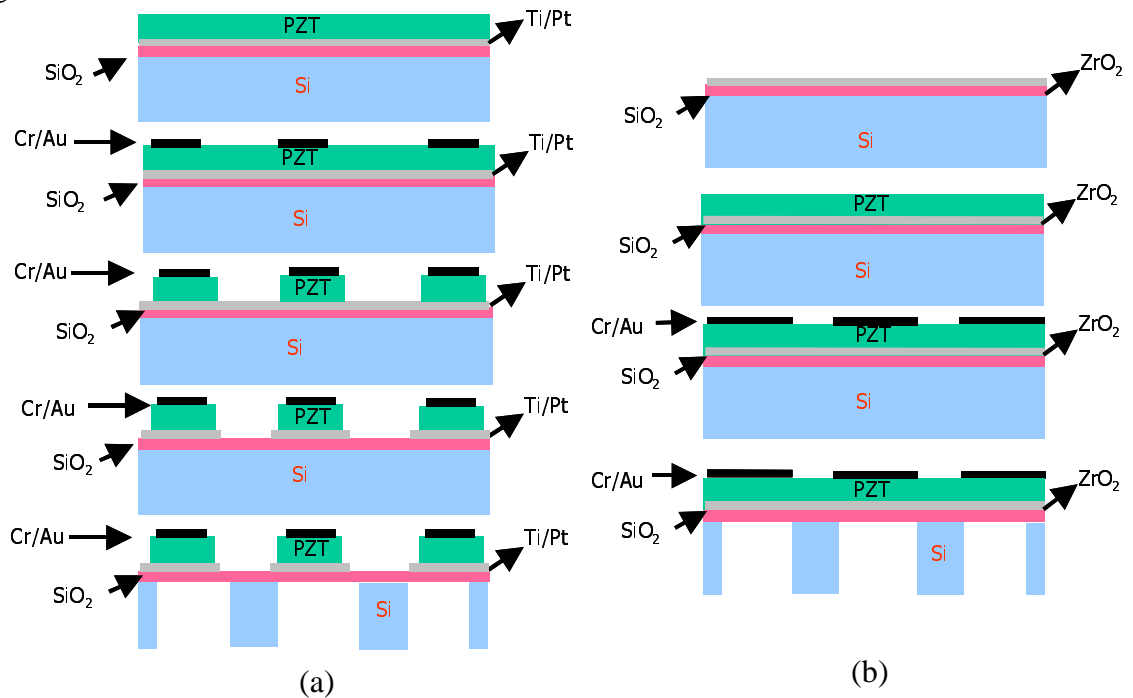 PZT
Ti/Pt
SiO2
Si
Cr/Au
PZT
Ti/Pt
SiO2
Si
Cr/Au
PZT
Ti/Pt
SiO2
Si
Cr/Au
PZT
Ti/Pt
SiO2
Si
Cr/Au
PZT
Ti/Pt
SiO2
Si
(a)
ZrO2
SiO2
Si
PZT
ZrO2
SiO2
Si
Cr/Au
PZT
ZrO2
SiO2
Si
Cr/Au
PZT
ZrO2
SiO2
Si
(b)